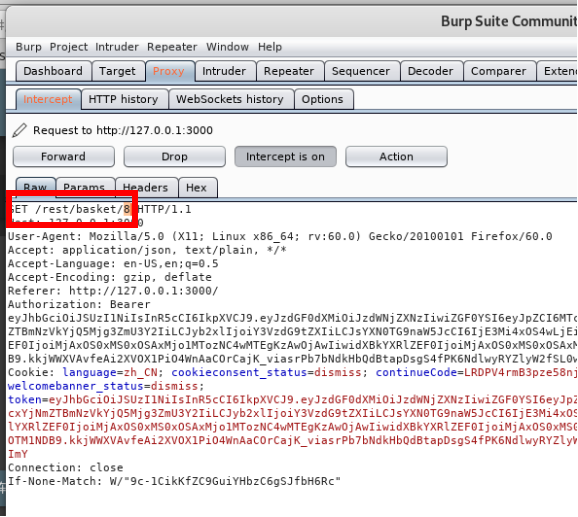 Burp Suite Communit
Burp Project Intruder Repeater Window Help
Dashboard Target Proxy Intruder Repeater Sequencer Decoder Comparer Exten
Intercept HTTP history WebSockets history Options
Request to http://127.0.0.1:3000
Forward Drop Intercept is on Action
Raw Params Headers Hex
GET /rest/basket/8 HTTP/1.1
Host: 127.0.0.1:3000
User-Agent: Mozilla/5.0 (X11; Linux x86_64; rv:60.0) Gecko/20100101 Firefox/60.0
Accept: application/json, text/plain, */*
Accept-Language: en-US,en;q=0.5
Accept-Encoding: gzip, deflate
Referer: http://127.0.0.1:3000/
Authorization: Bearer
eyJhbGciOiJSUzI1NiIsInR5cCI6IkpXVCJ9.eyJzdGF0dXMiOiJzdWNjZXNzIiwiZGF0YSI6eyJpZCI6MTc
ZTBmNzVkYjQ5Mjg3ZmU3Y2IiLCJyb2xlIjoiY3VzdG9tZXIiLCJsYXN0TG9naW5JcCI6IjE3Mi4xOS4wLjEi
EF0IjoiMjAxOS0xMS0xOSAxMjo1MTozNC4wMTEgKzAwOjAwIiwidXBkYXRlZEF0IjoiMjAxOS0xMS0xOSAx
B9.kkjWWXVAvfeAi2XVOX1PiO4WnAaCOrCajK_viasrPb7bNdkHbQdBtapDsgS4fPK6NdlwyRYZlyW2fSL0w
Cookie: language=zh_CN; cookieconsent_status=dismiss; continueCode=LRDPV4rmB3pze58nj
welcomebanner_status=dismiss;
token=eyJhbGciOiJSUzI1NiIsInR5cCI6IkpXVCJ9.eyJzdGF0dXMiOiJzdWNjZXNzIiwiZGF0YSI6eyJpZ
cxYjNmZTBmNzVkYjQ5Mjg3ZmU3Y2IiLCJyb2xlIjoiY3VzdG9tZXIiLCJsYXN0TG9naW5JcCI6IjE3Mi4xOS
lYXRlZEF0IjoiMjAxOS0xMS0xOSAxMjo1MTozNC4wMTEgKzAwOjAwIiwidXBkYXRlZEF0IjoiMjAxOS0xMS
OTM1NDB9.kkjWWXVAvfeAi2XVOX1PiO4WnAaCOrCajK_viasrPb7bNdkHbQdBtapDsgS4fPK6NdlwyRYZlyW
ImY
Connection: close
If-None-Match: W/"9c-1CikKfZC9GuiYHbzC6gSJfbH6Rc"